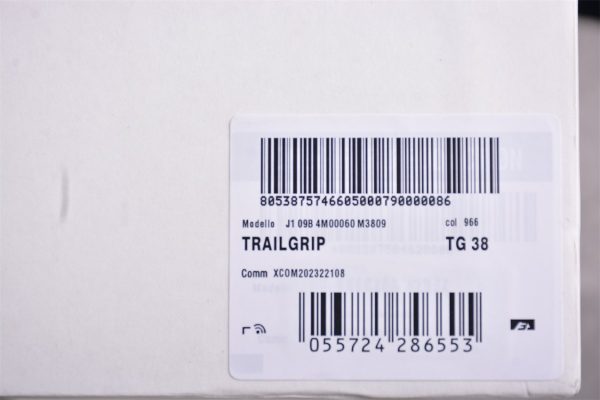 8053875746605000790000086
Modello J1 09B 4M00060 M3809 col 966
TRAILGRIP TG 38
Comm XCOM202322108
055724 286553